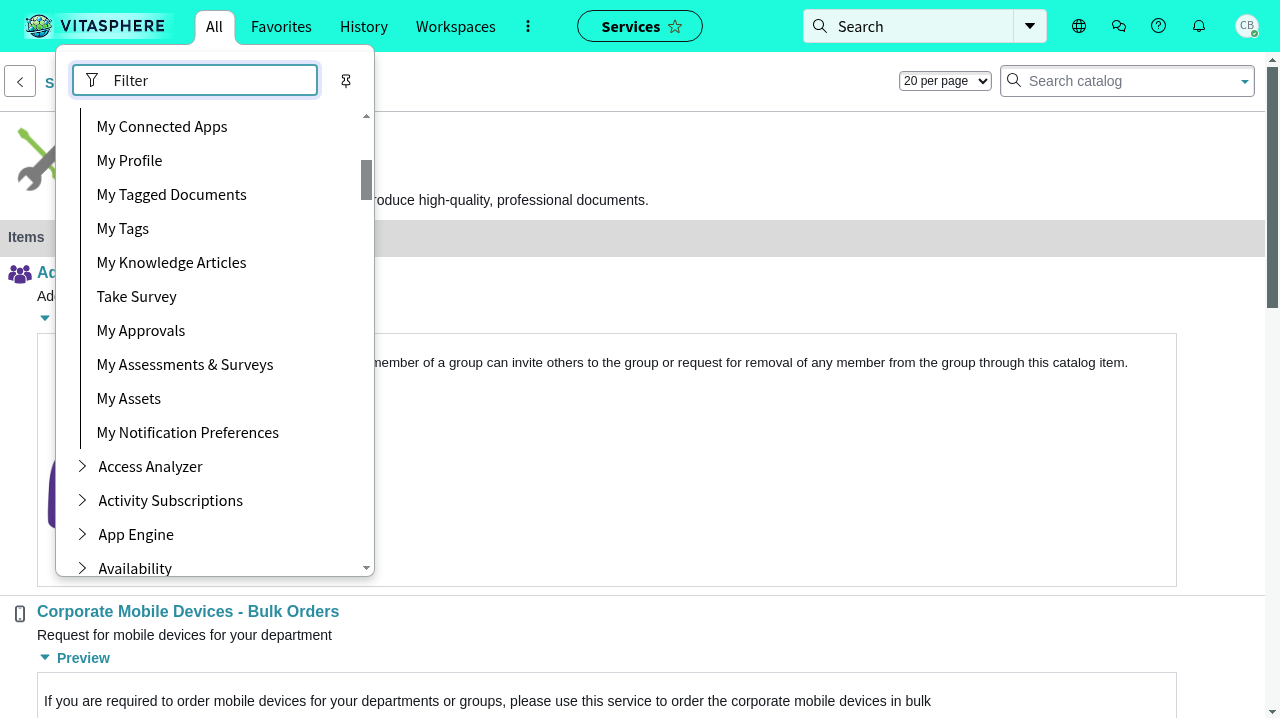 VITASPHERE
All
Favorites
History
Workspaces
Services
Search
CB
Filter
S
20 per page
Search catalog
My Connected Apps
My Profile
My Tagged Documents
roduce high-quality, professional documents.
My Tags
Items
My Knowledge Articles
Ad
Take Survey
Ad
My Approvals
My Assessments & Surveys
member of a group can invite others to the group or request for removal of any member from the group through this catalog item.
My Assets
My Notification Preferences
Access Analyzer
Activity Subscriptions
App Engine
Availability
Corporate Mobile Devices - Bulk Orders
Request for mobile devices for your department
Preview
If you are required to order mobile devices for your departments or groups, please use this service to order the corporate mobile devices in bulk